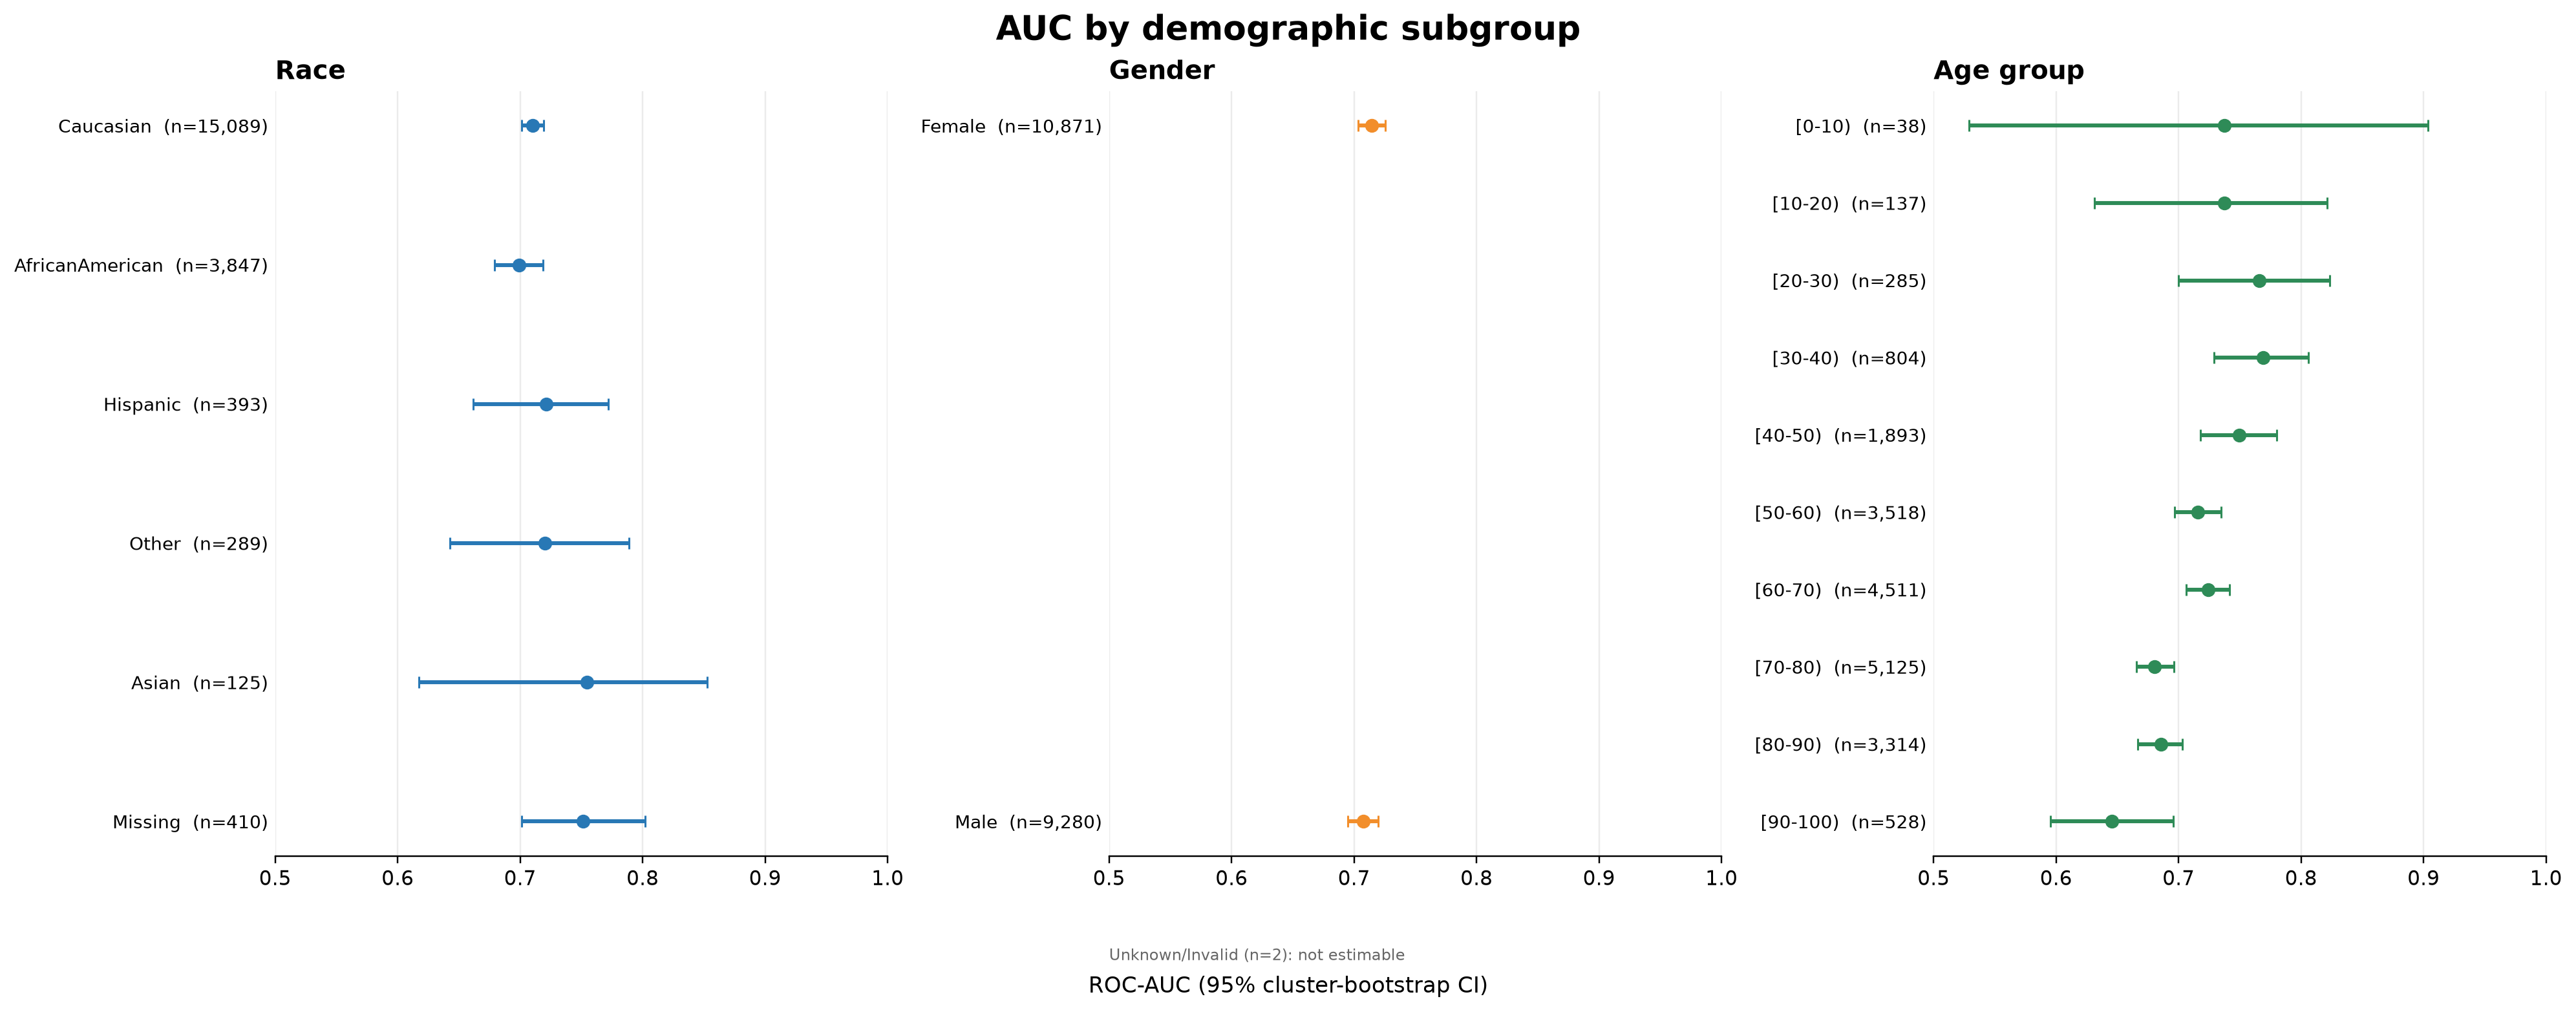 AUC by demographic subgroup
Race
Caucasian (n=15,089)
AfricanAmerican (n=3,847)
Hispanic (n=393)
Other (n=289)
Asian (n=125)
Missing (n=410)
0.5 0.6 0.7 0.8 0.9 1.0
Gender
Female (n=10,871)
Male (n=9,280)
0.5 0.6 0.7 0.8 0.9 1.0
Age group
[0-10) (n=38)
[10-20) (n=137)
[20-30) (n=285)
[30-40) (n=804)
[40-50) (n=1,893)
[50-60) (n=3,518)
[60-70) (n=4,511)
[70-80) (n=5,125)
[80-90) (n=3,314)
[90-100) (n=528)
0.5 0.6 0.7 0.8 0.9 1.0
Unknown/Invalid (n=2): not estimable
ROC-AUC (95% cluster-bootstrap CI)